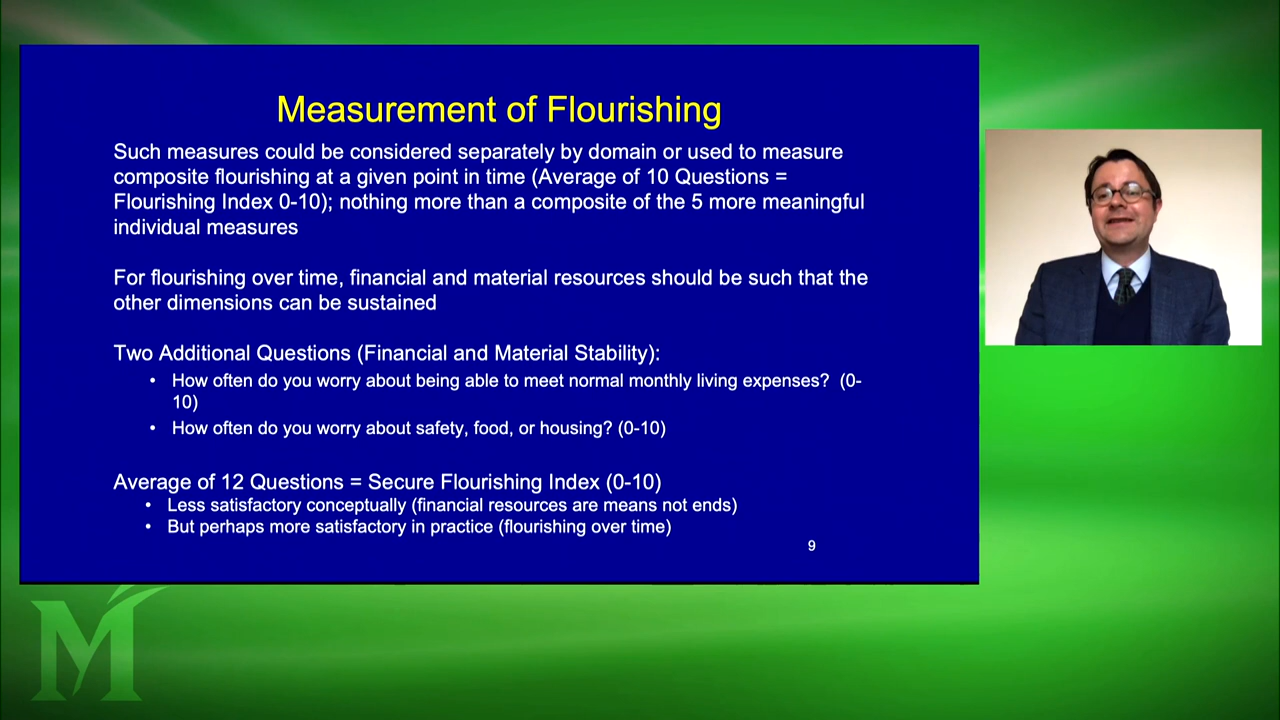 Measurement of Flourishing
Such measures could be considered separately by domain or used to measure
composite flourishing at a given point in time (Average of 10 Questions =
Flourishing Index 0-10); nothing more than a composite of the 5 more meaningful
individual measures
For flourishing over time, financial and material resources should be such that the
other dimensions can be sustained
Two Additional Questions (Financial and Material Stability):
• How often do you worry about being able to meet normal monthly living expenses? (0-
10)
• How often do you worry about safety, food, or housing? (0-10)
Average of 12 Questions = Secure Flourishing Index (0-10)
• Less satisfactory conceptually (financial resources are means not ends)
• But perhaps more satisfactory in practice (flourishing over time)
9
M